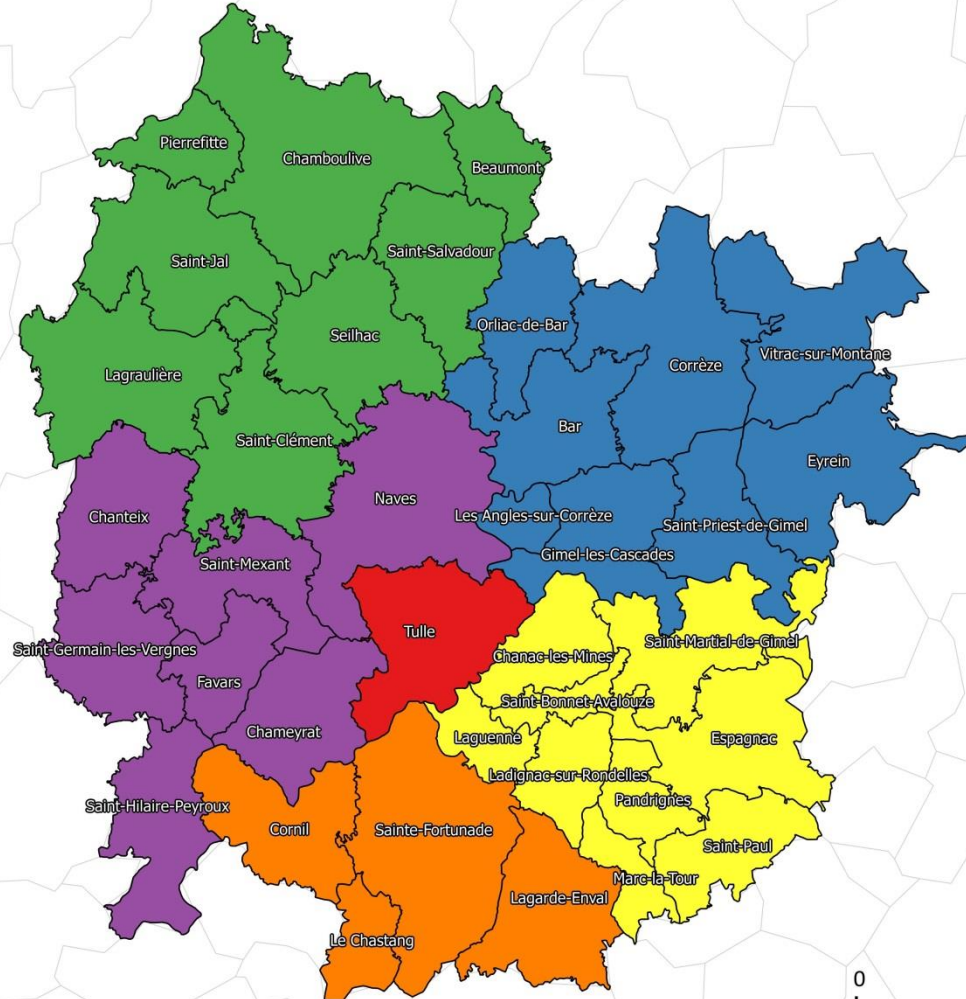 Pierrefitte
Chamboulive
Beaumont
Saint-Salvadour
Saint-Jal
Orliac-de-Bar
Seilhac
Vitrac-sur-Montane
Corrèze
Lagraulière
Bar
Saint-Clément
Eyrein
Naves
Chanteix
Les Angles-sur-Corrèze
Saint-Priest-de-Gimel
Gimel-les-Cascades
Saint-Mexant
Tulle
Saint-Martial-de-Gimel
Saint-Germain-les-Vergnes
Chanac-les-Mines
Favars
Saint-Bonnet-Avalouze
Chameyrat
Laguenne
Espagnac
Ladignac-sur-Rondelles
Pandrignes
Saint-Hilaire-Peyroux
Cornil
Sainte-Fortunade
Saint-Paul
Marc-la-Tour
Lagarde-Enval
Le Chastang
0